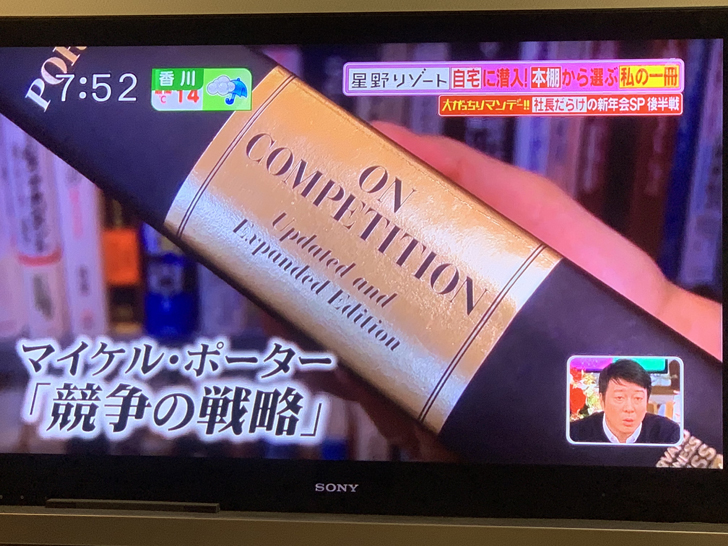 7:52
香川
℃ 14
星野リゾート 自宅に潜入!本棚から選ぶ私の一冊
がっちりマンデー!! 社長だらけの新年会SP 後半戦
POR
ON
COMPETITION
Updated and
Expanded Edition
マイケル・ポーター
「競争の戦略」
SONY